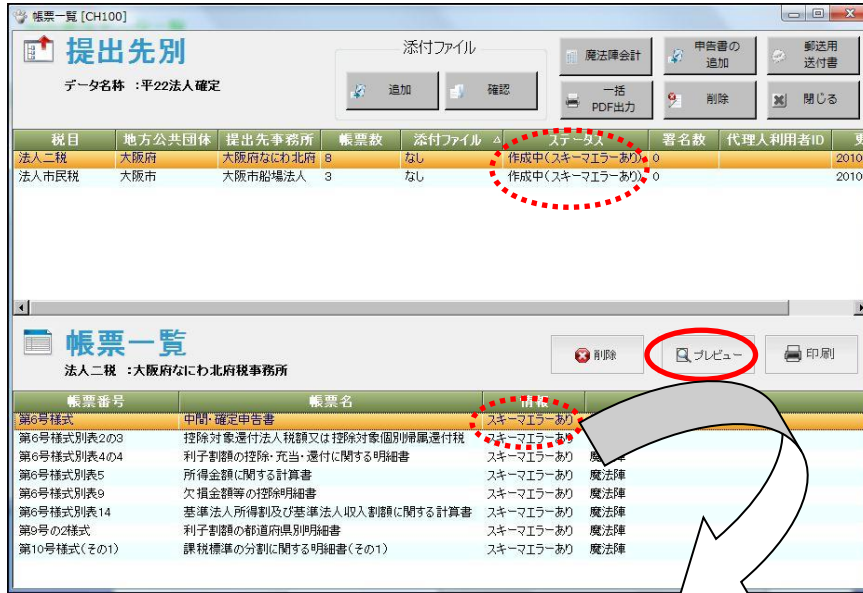 帳票一覧 [CH100]
提出先別
データ名称 ：平22法人確定
添付ファイル
追加
確認
魔法陣会計
申告書の
追加
郵送用
送付書
一括
PDF出力
削除
閉じる
税目 地方公共団体 提出先事務所 帳票数 添付ファイル ステータス 署名数 代理人利用者ID 更
法人二税 大阪府 大阪府なにわ北府 8 なし 作成中(スキーマエラーあり) 0 2010
法人市民税 大阪市 大阪市船場法人 3 なし 作成中(スキーマエラーあり) 0 2010
帳票一覧
法人二税 ：大阪府なにわ北府税事務所
削除
プレビュー
印刷
帳票番号 帳票名 情報
第6号様式 中間・確定申告書 スキーマエラーあり
第6号様式別表2の3 控除対象還付法人税額又は控除対象個別帰属還付税 スキーマエラーあり
第6号様式別表4の4 利子割額の控除・充当・還付に関する明細書 スキーマエラーあり 魔法陣
第6号様式別表5 所得金額に関する計算書 スキーマエラーあり 魔法陣
第6号様式別表9 欠損金額等の控除明細書 スキーマエラーあり 魔法陣
第6号様式別表14 基準法人所得割及び基準法人収入割額に関する計算書 スキーマエラーあり 魔法陣
第9号の2様式 利子割額の都道府県別明細書 スキーマエラーあり 魔法陣
第10号様式(その1) 課税標準の分割に関する明細書(その1) スキーマエラーあり 魔法陣